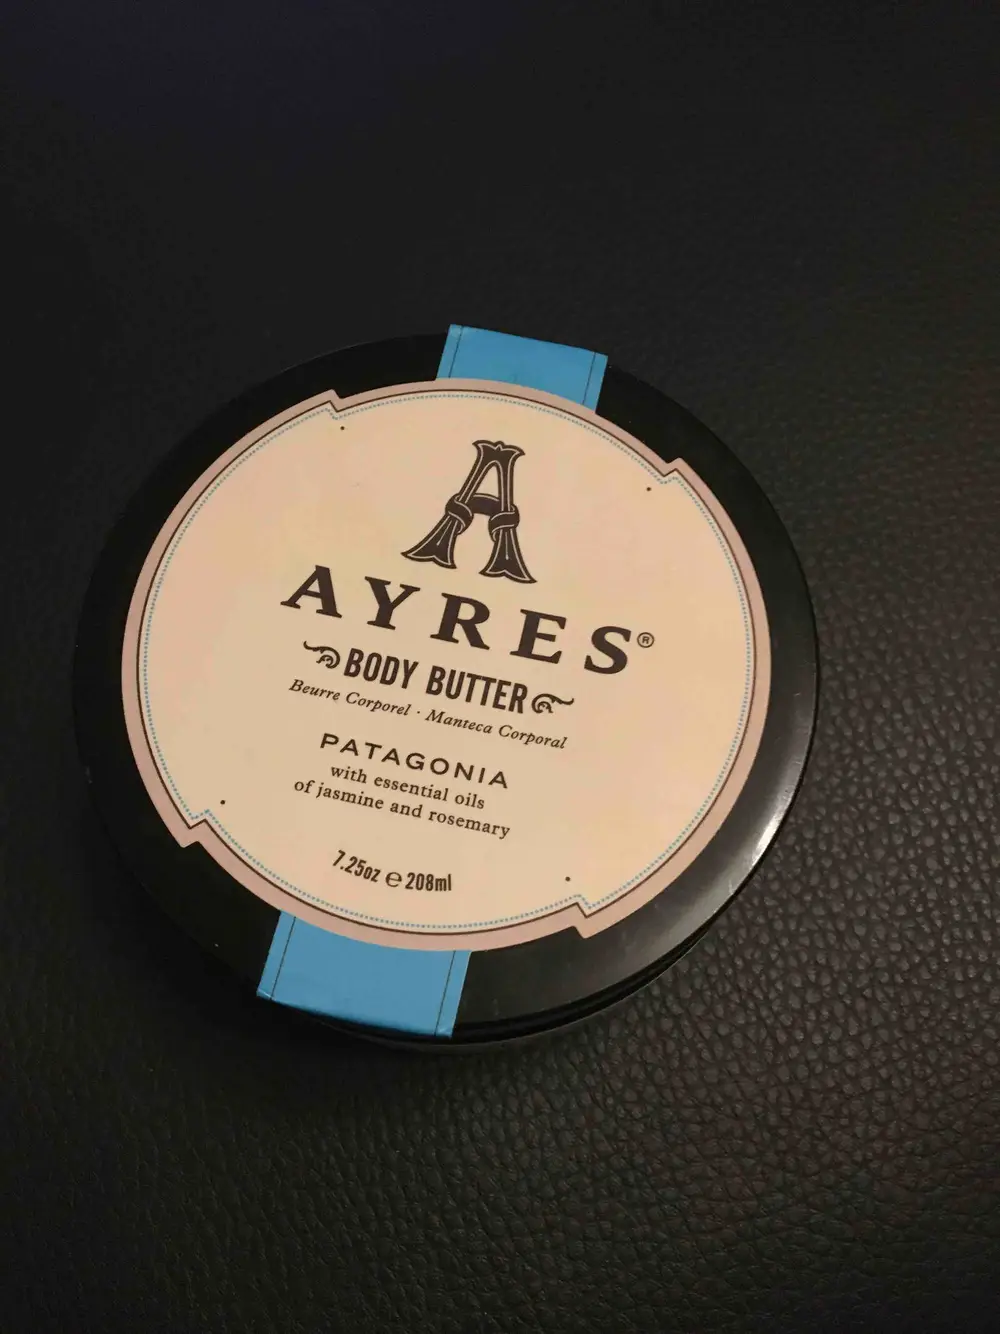 A
AYRES®
BODY BUTTER
Beurre Corporel · Manteca Corporal
PATAGONIA
with essential oils
of jasmine and rosemary
7.25oz ℮ 208ml